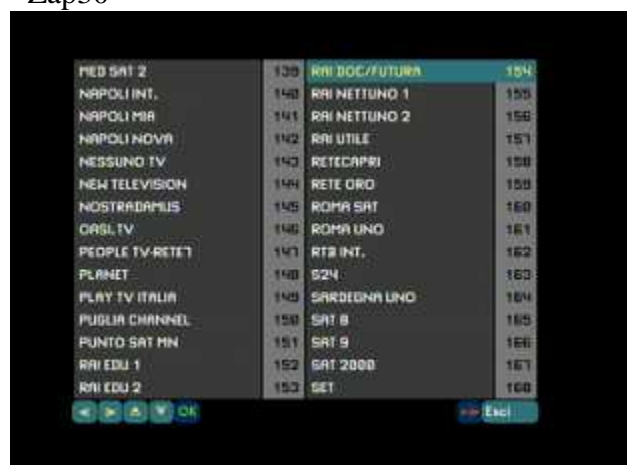 Zap30
MED SAT 2 139
NAPOLI INT. 140
NAPOLI MIA 141
NAPOLI NOVA 142
NESSUNO TV 143
NEW TELEVISION 144
NOSTRADAMUS 145
OASI.TV 146
PEOPLE TV-RETE7 147
PLANET 148
PLAY TV ITALIA 149
PUGLIA CHANNEL 150
PUNTO SAT MN 151
RAI EDU 1 152
RAI EDU 2 153
RAI DOC/FUTURA 154
RAI NETTUNO 1 155
RAI NETTUNO 2 156
RAI UTILE 157
RETECAPRI 158
RETE ORO 159
ROMA SAT 160
ROMA UNO 161
RTB INT. 162
S24 163
SARDEGNA UNO 164
SAT 8 165
SAT 9 166
SAT 2000 167
SET 168
OK
Esci